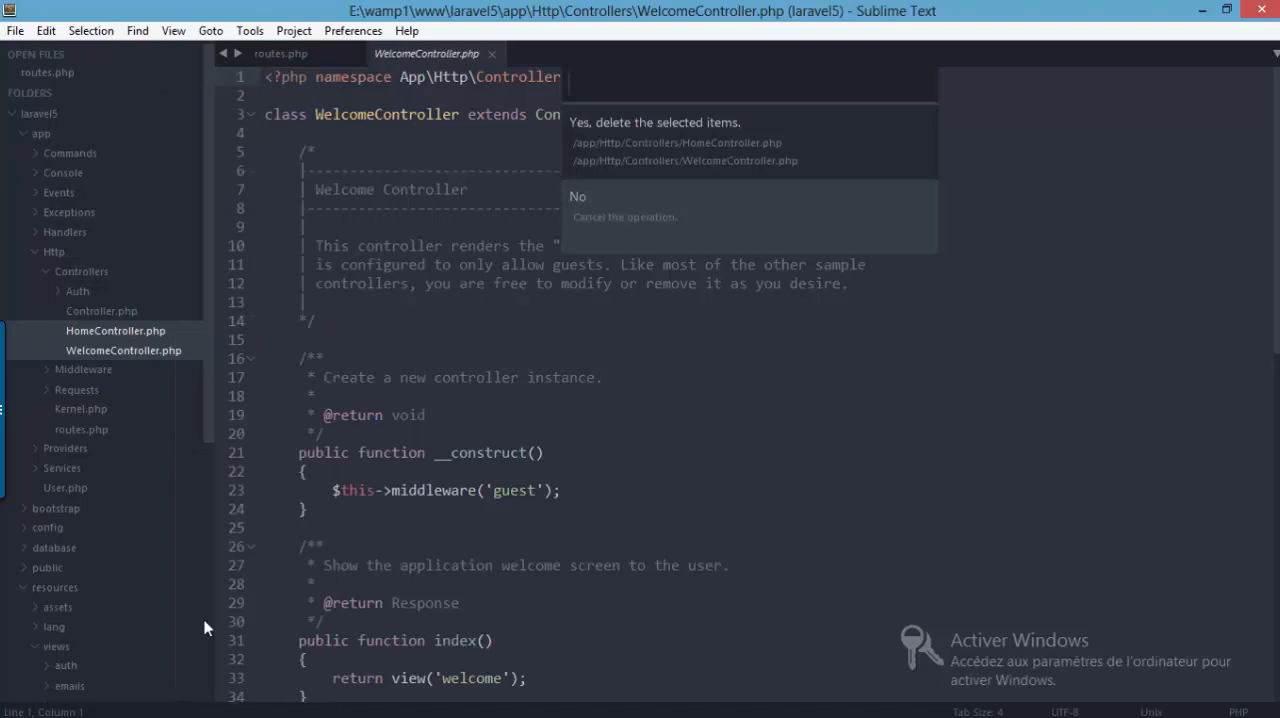 E:\wamp1\www\laravel5\app\Http\Controllers\WelcomeController.php (laravel5) - Sublime Text
File Edit Selection Find View Goto Tools Project Preferences Help
OPEN FILES
routes.php
FOLDERS
laravel5
app
Commands
Console
Events
Exceptions
Handlers
Http
Controllers
Auth
Controller.php
HomeController.php
WelcomeController.php
Middleware
Requests
Kernel.php
routes.php
Providers
Services
User.php
bootstrap
config
database
public
resources
assets
lang
views
auth
emails
routes.php WelcomeController.php
1 <?php namespace App\Http\Controller
2
3 class WelcomeController extends Con
4
5 /*
6 |-----------------------------------
7 | Welcome Controller
8 |-----------------------------------
9 |
10 | This controller renders the "
11 | is configured to only allow guests. Like most of the other sample
12 | controllers, you are free to modify or remove it as you desire.
13 |
14 */
15
16 /**
17 * Create a new controller instance.
18 *
19 * @return void
20 */
21 public function __construct()
22 {
23 $this->middleware('guest');
24 }
25
26 /**
27 * Show the application welcome screen to the user.
28 *
29 * @return Response
30 */
31 public function index()
32 {
33 return view('welcome');
34 }
Yes, delete the selected items.
/app/Http/Controllers/HomeController.php
/app/Http/Controllers/WelcomeController.php
No
Cancel the operation.
Activer Windows
Accédez aux paramètres de l'ordinateur pour
activer Windows.
Line 1, Column 1 Tab Size: 4 UTF-8 Unix PHP